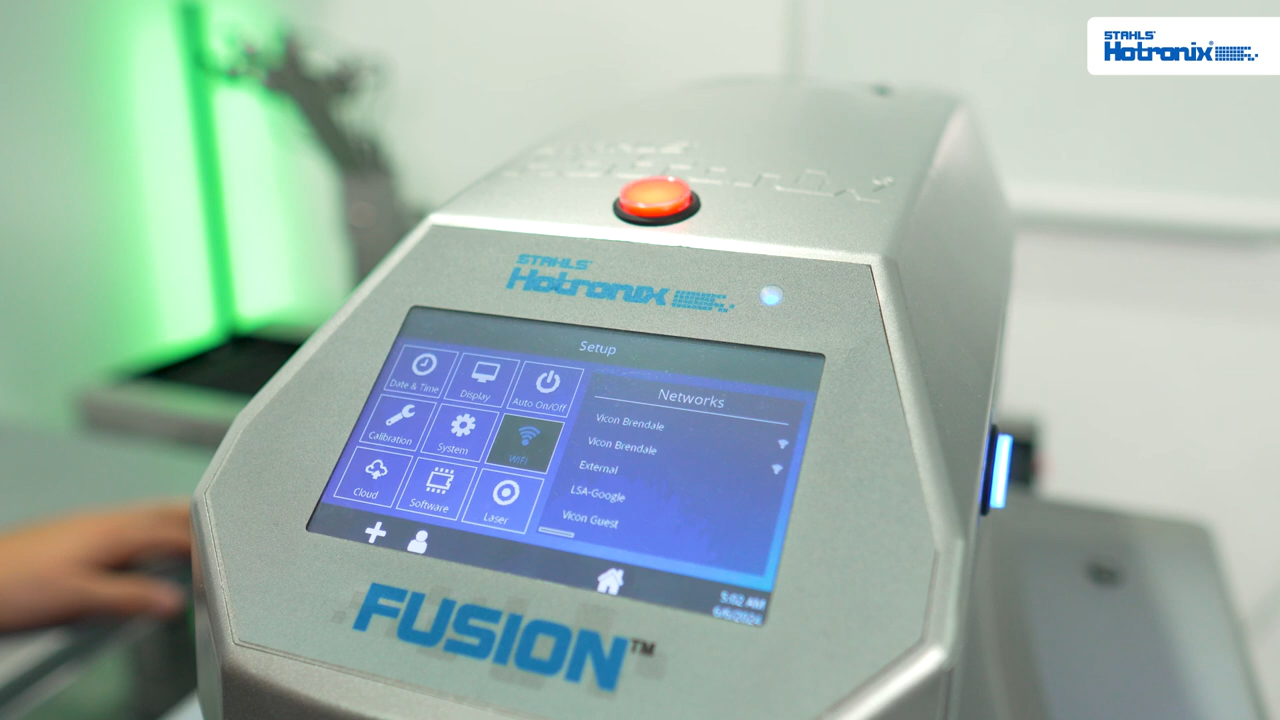 STAHLS'
Hotronix®
STAHLS'
Hotronix
Setup
Date & Time
Display
Auto On/Off
Calibration
System
WiFi
Cloud
Software
Laser
Networks
Vicon Brendale
Vicon Brendale
External
LSA-Google
Vicon Guest
5:02 AM
6/6/2024
FUSION™